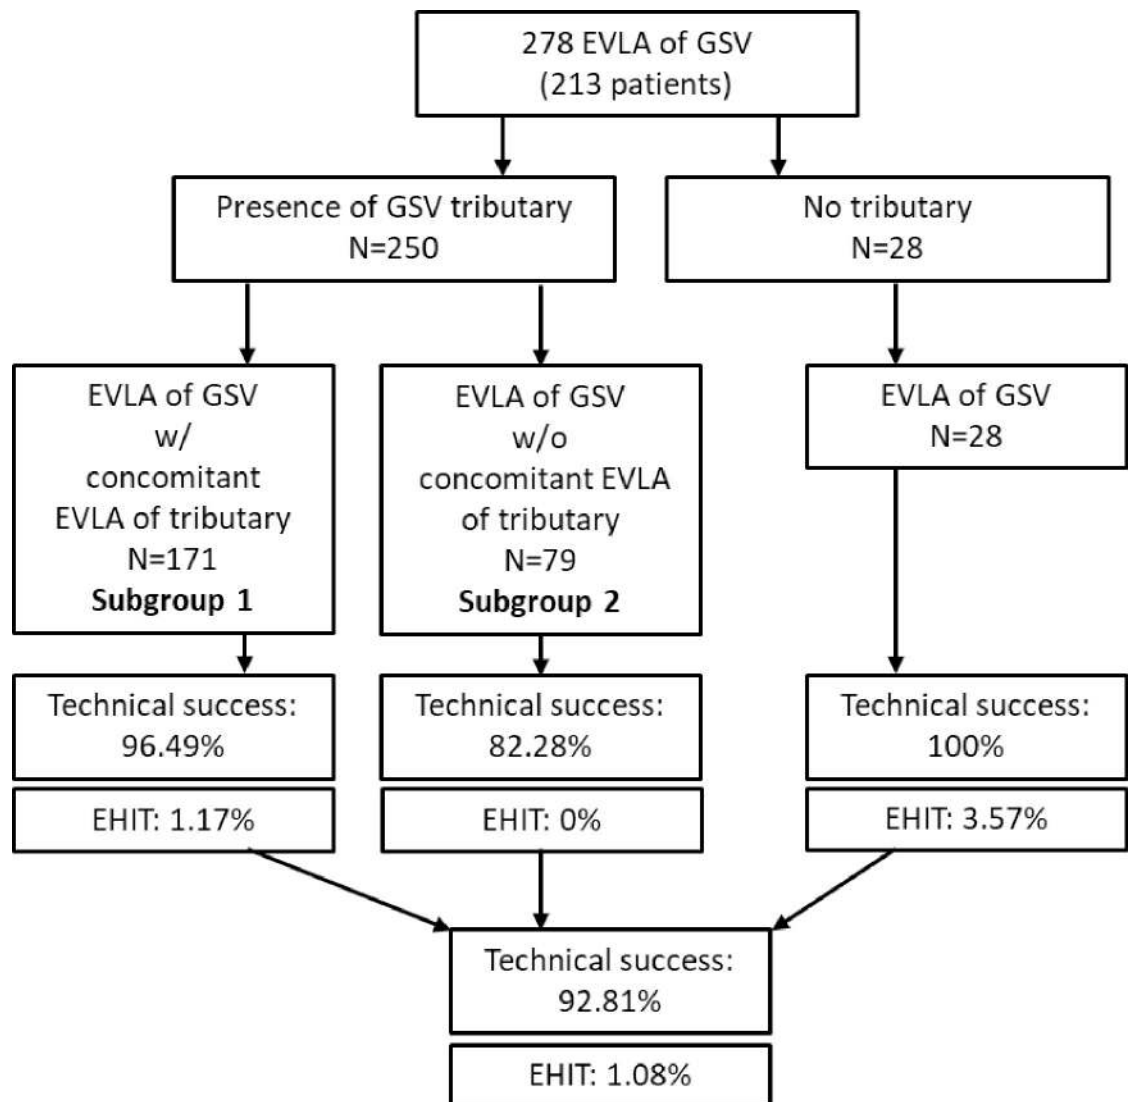 278 EVLA of GSV
(213 patients)
Presence of GSV tributary
N=250
No tributary
N=28
EVLA of GSV
w/
concomitant
EVLA of tributary
N=171
Subgroup 1
EVLA of GSV
w/o
concomitant EVLA
of tributary
N=79
Subgroup 2
EVLA of GSV
N=28
Technical success:
96.49%
Technical success:
82.28%
Technical success:
100%
EHIT: 1.17%
EHIT: 0%
EHIT: 3.57%
Technical success:
92.81%
EHIT: 1.08%